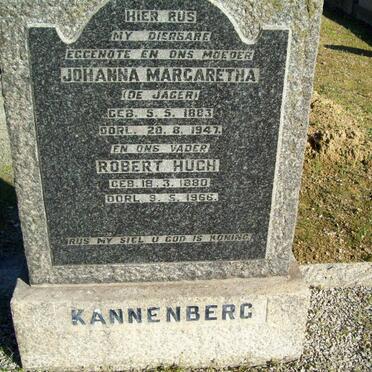 HIER RUS
MY DIERBARE
EGGENOTE EN ONS MOEDER
JOHANNA MARGARETHA
(DE JAGER)
GEB. 5. 5. 1883
OORL. 20. 8. 1947.
EN ONS VADER
ROBERT HUGH
GEB. 19. 3. 1880.
OORL. 9. 5. 1966.
RUS MY SIEL U GOD IS KONING.
KANNENBERG